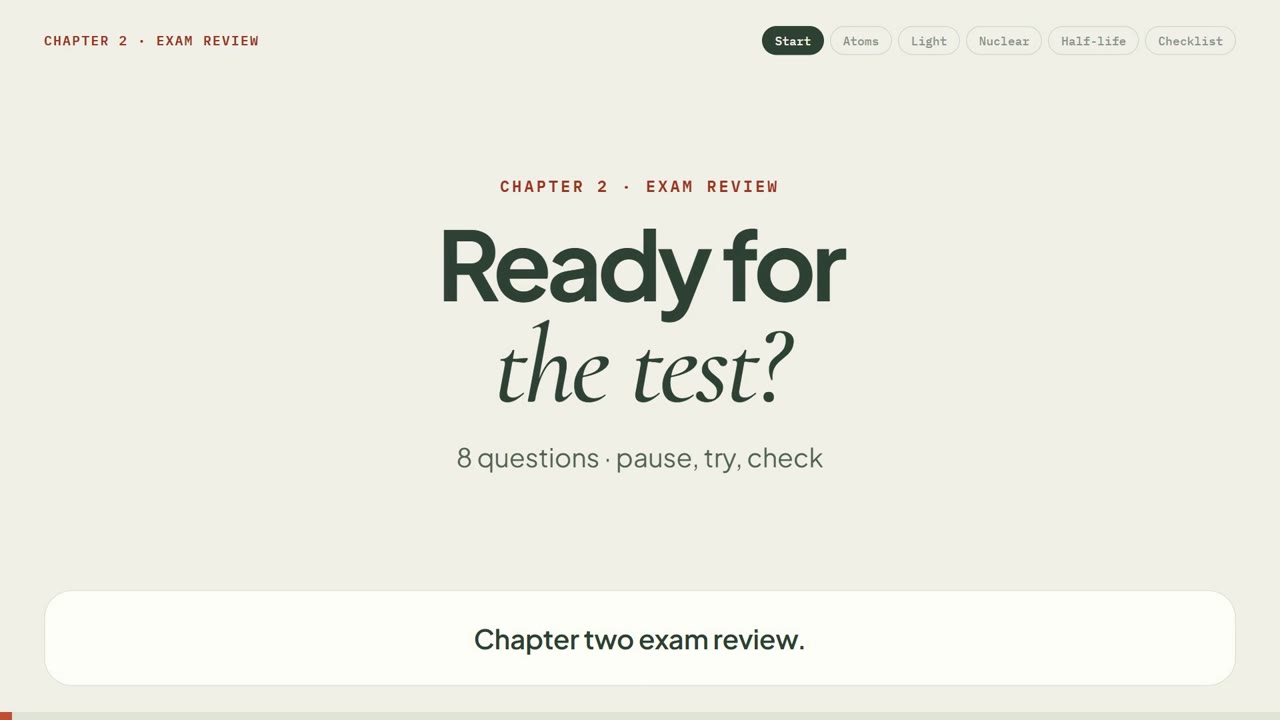 CHAPTER 2 · EXAM REVIEW
Start Atoms Light Nuclear Half-life Checklist
CHAPTER 2 · EXAM REVIEW
Ready for
the test?
8 questions · pause, try, check
Chapter two exam review.